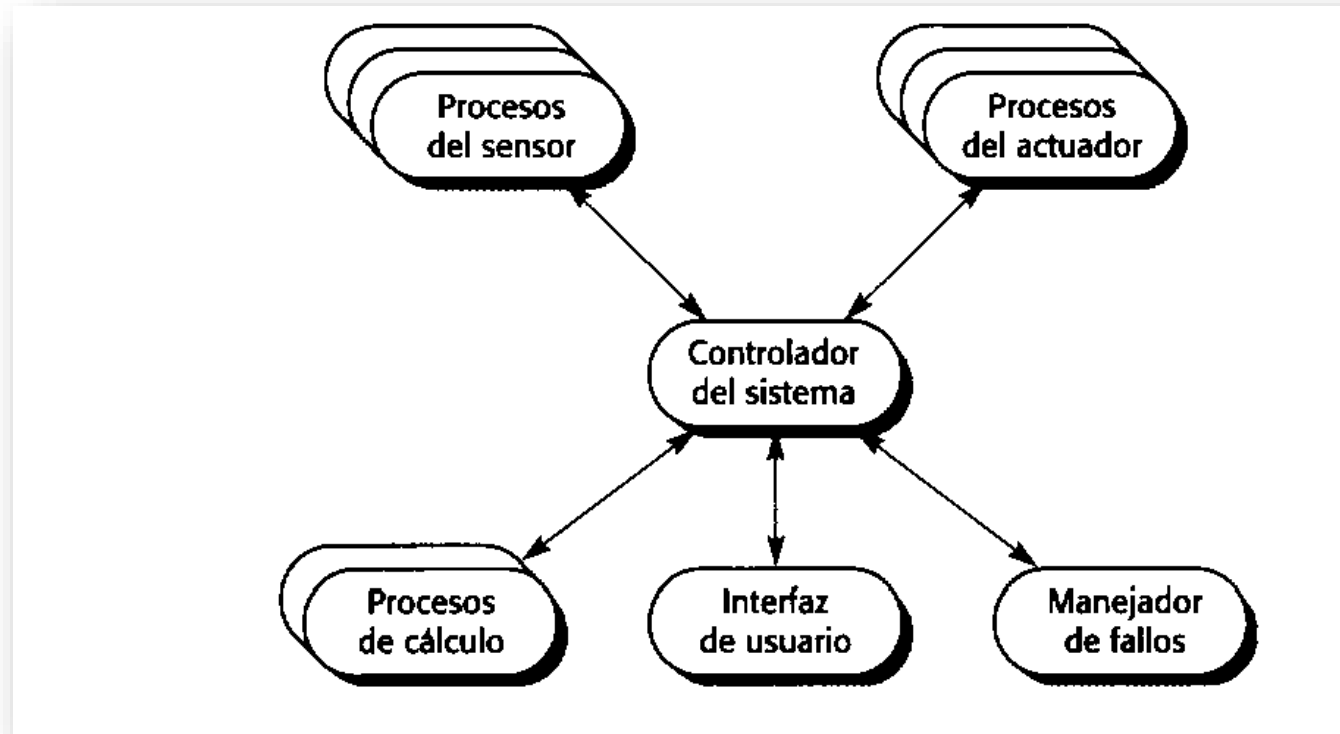 Procesos
del sensor
Procesos
del actuador
Controlador
del sistema
Procesos
de cálculo
Interfaz
de usuario
Manejador
de fallos